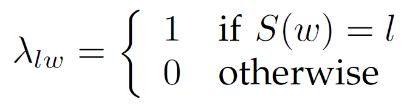 λ_{lw} = { 1 if S(w) = l
0 otherwise